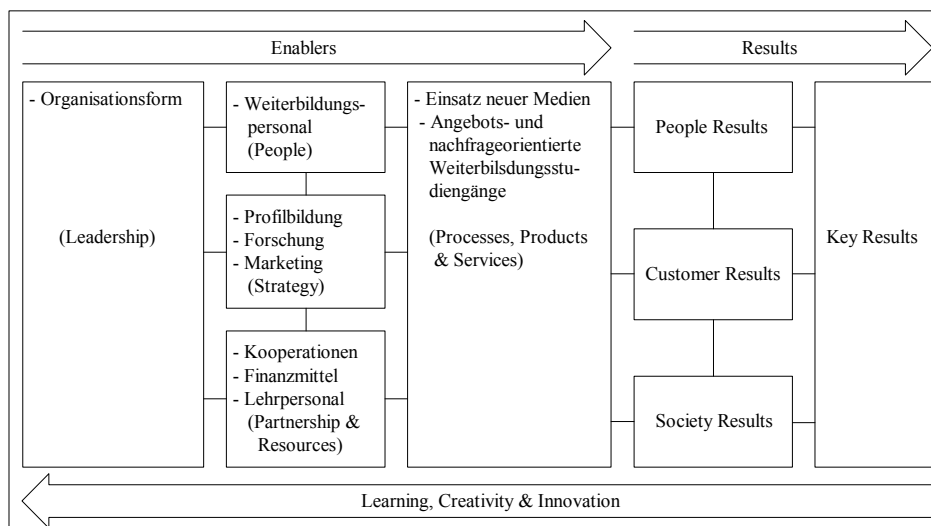 Enablers
Results
- Organisationsform
(Leadership)
- Weiterbildungs-
personal
(People)
- Profilbildung
- Forschung
- Marketing
(Strategy)
- Kooperationen
- Finanzmittel
- Lehrpersonal
(Partnership &
Resources)
- Einsatz neuer Medien
- Angebots- und
nachfrageorientierte
Weiterbilsdungsstu-
diengänge
(Processes, Products
& Services)
People Results
Customer Results
Society Results
Key Results
Learning, Creativity & Innovation